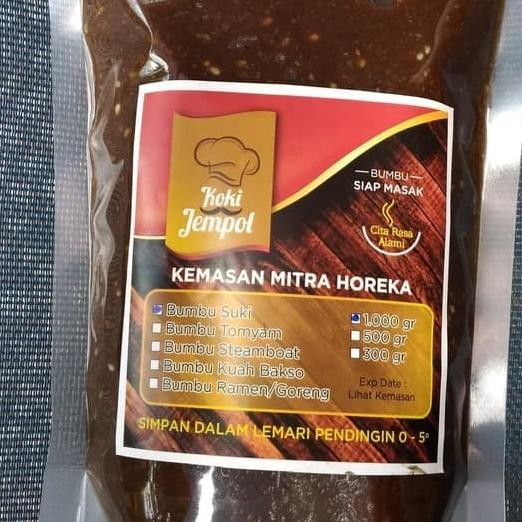 Koki
Jempol
BUMBU
SIAP MASAK
Cita Rasa
Alami
KEMASAN MITRA HOREKA
Bumbu Suki
Bumbu Tomyam
Bumbu Steamboat
Bumbu Kuah Bakso
Bumbu Ramen/Goreng
1.000 gr
500 gr
300 gr
Exp Date :
Lihat Kemasan
SIMPAN DALAM LEMARI PENDINGIN 0 - 5°